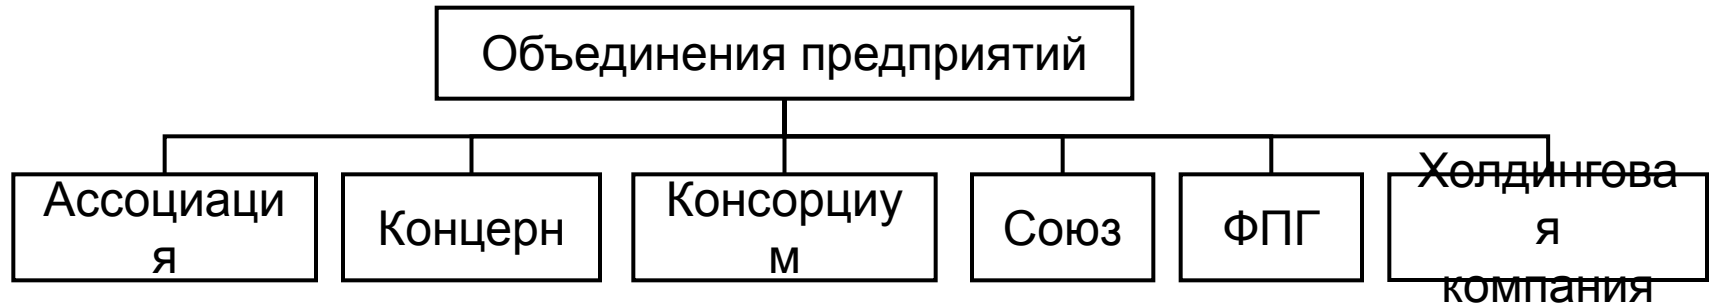 Объединения предприятий
Ассоциаци
я
Концерн
Консорциу
м
Союз
ФПГ
Холдингова
я
компания